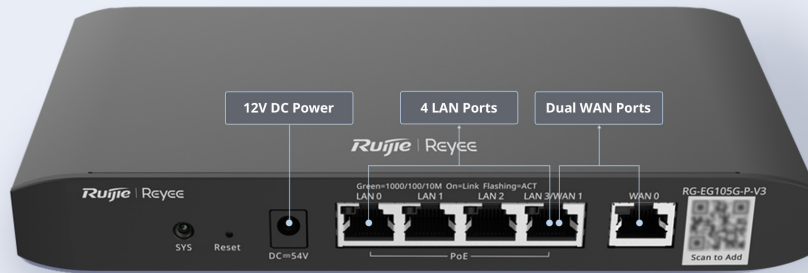 12V DC Power
4 LAN Ports
Dual WAN Ports
Ruijie | Reyee
Ruijie | Reyee
Green=1000/100/10M On=Link Flashing=ACT
LAN 0 LAN 1 LAN 2 LAN 3/WAN 1 WAN 0
RG-EG105G-P-V3
SYS
Reset
DC⎓54V
PoE
Scan to Add